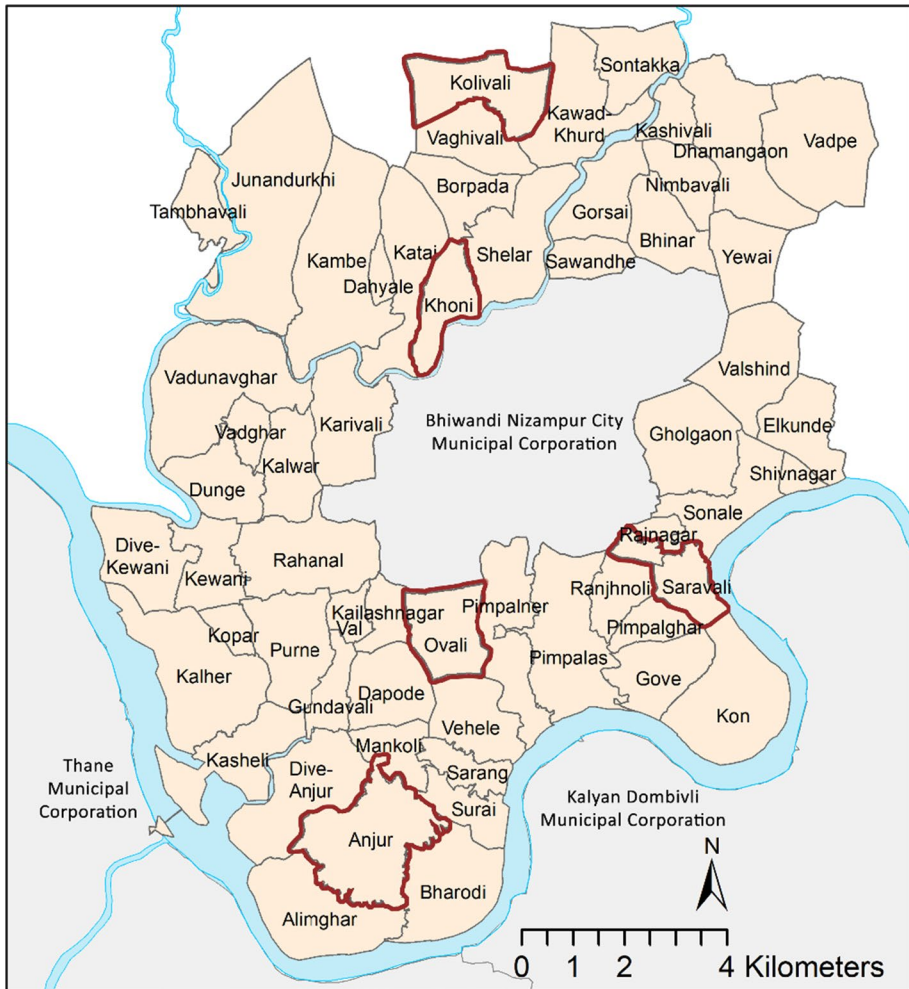 Sontakka
Kolivali
Kawad-
Khurd
Kashivali
Vaghivali
Dhamangaon
Vadpe
Junandurkhi
Borpada
Nimbavali
Tambhavali
Gorsai
Bhinar
Katai
Shelar
Kambe
Sawandhe
Yewai
Dahyale
Khoni
Valshind
Vadunavghar
Karivali
Bhiwandi Nizampur City
Municipal Corporation
Elkunde
Vadghar
Gholgaon
Kalwar
Shivnagar
Dunge
Sonale
Rajnagar
Dive-
Kewani
Rahanal
Kewani
Ranjhnoli
Saravali
Kailashnagar
Pimpalner
Kopar
Val
Pimpalghar
Purne
Ovali
Pimpalas
Kalher
Gove
Dapode
Gundavali
Kon
Vehele
Mankoli
Kasheli
Thane
Municipal
Corporation
Dive-
Anjur
Sarang
Kalyan Dombivli
Municipal Corporation
Surai
Anjur
N
Bharodi
Alimghar
0 1 2 4 Kilometers